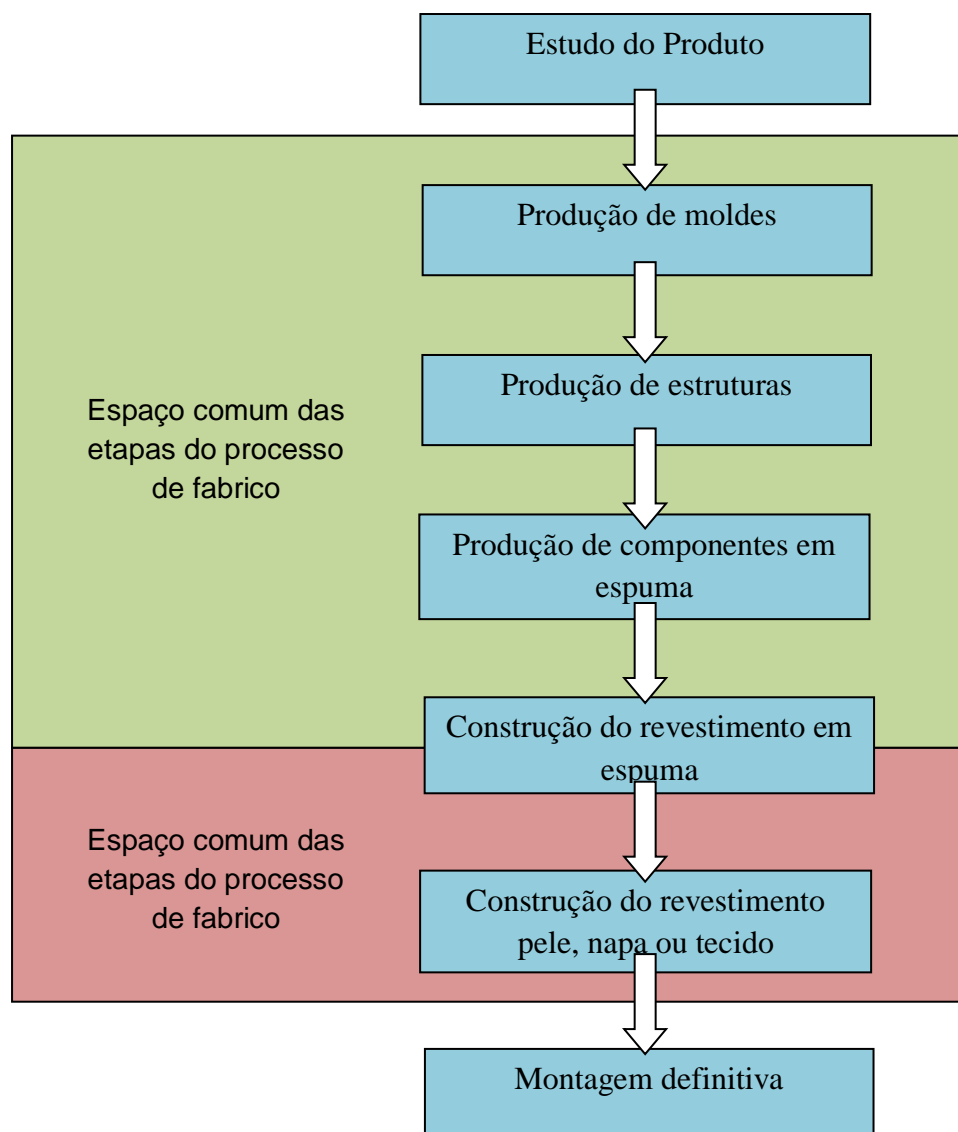 Estudo do Produto
Produção de moldes
Produção de estruturas
Espaço comum das
etapas do processo
de fabrico
Produção de componentes em
espuma
Construção do revestimento em
espuma
Espaço comum das
etapas do processo
de fabrico
Construção do revestimento
pele, napa ou tecido
Montagem definitiva